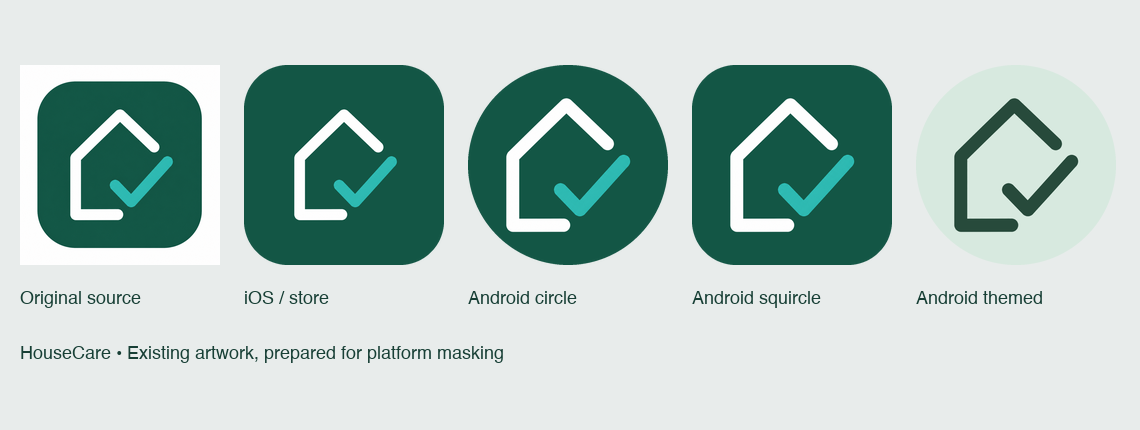 Original source
iOS / store
Android circle
Android squircle
Android themed
HouseCare • Existing artwork, prepared for platform masking